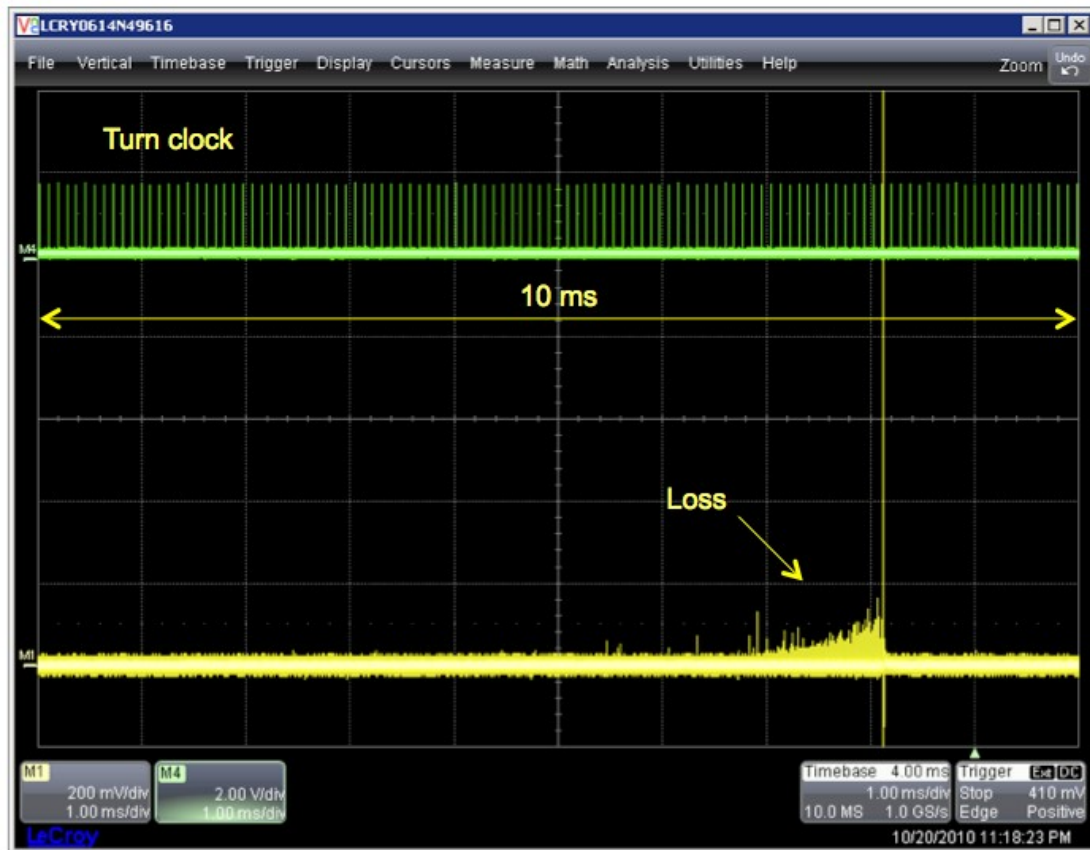 LCRY0614N49616
File Vertical Timebase Trigger Display Cursors Measure Math Analysis Utilities Help Zoom Undo
Turn clock
M4
10 ms
Loss
M1
M1
200 mV/div
1.00 ms/div
M4
2.00 V/div
1.00 ms/div
Timebase 4.00 ms
1.00 ms/div
10.0 MS 1.0 GS/s
Trigger Ext DC
Stop 410 mV
Edge Positive
LeCroy
10/20/2010 11:18:23 PM